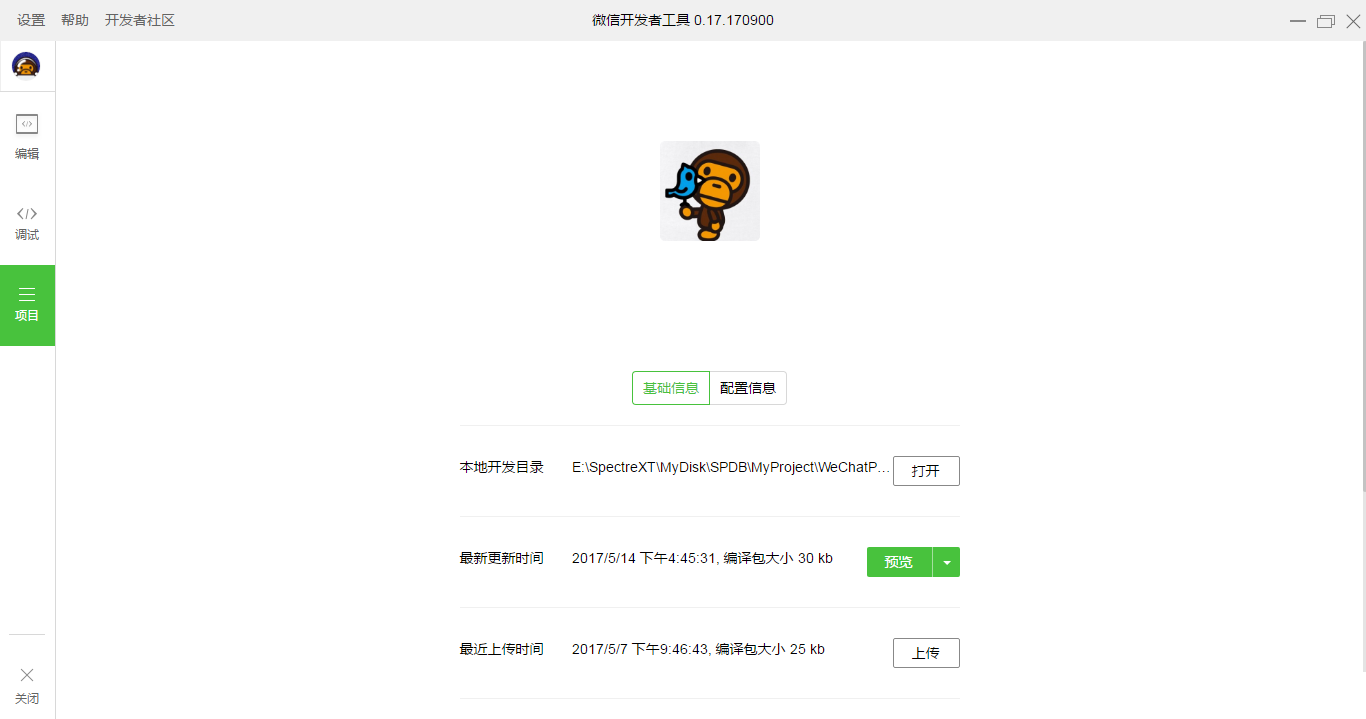 设置 帮助 开发者社区 微信开发者工具 0.17.170900
编辑
调试
项目
基础信息 配置信息
本地开发目录 E:\SpectreXT\MyDisk\SPDB\MyProject\WeChatP... 打开
最新更新时间 2017/5/14 下午4:45:31, 编译包大小 30 kb 预览
最近上传时间 2017/5/7 下午9:46:43, 编译包大小 25 kb 上传
关闭